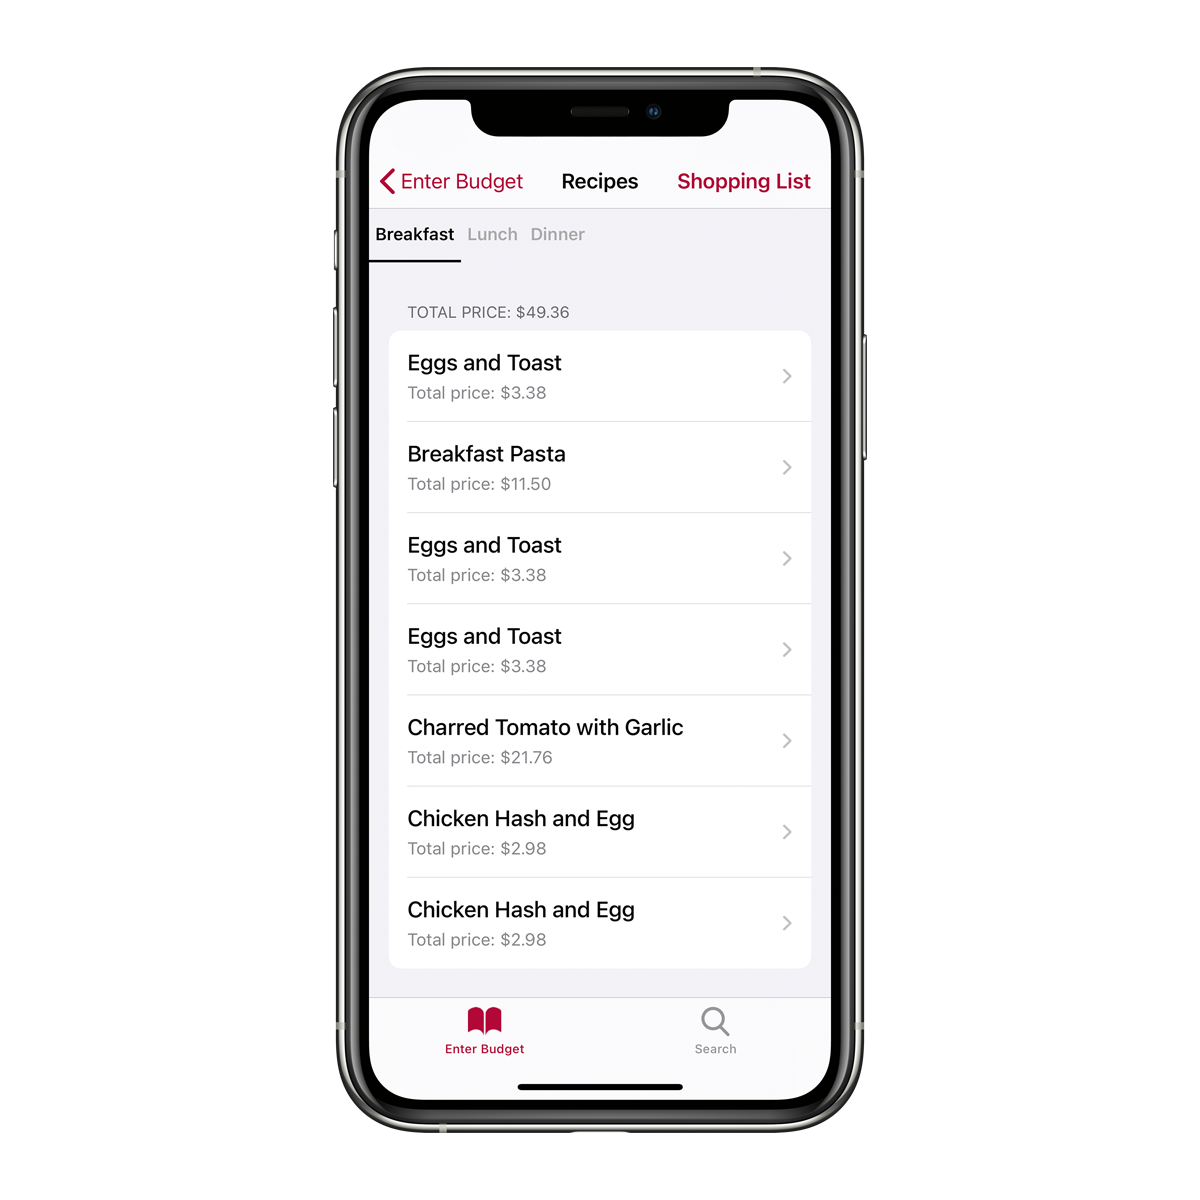 Enter Budget Recipes Shopping List
Breakfast Lunch Dinner
TOTAL PRICE: $49.36
Eggs and Toast
Total price: $3.38
Breakfast Pasta
Total price: $11.50
Eggs and Toast
Total price: $3.38
Eggs and Toast
Total price: $3.38
Charred Tomato with Garlic
Total price: $21.76
Chicken Hash and Egg
Total price: $2.98
Chicken Hash and Egg
Total price: $2.98
Enter Budget Search